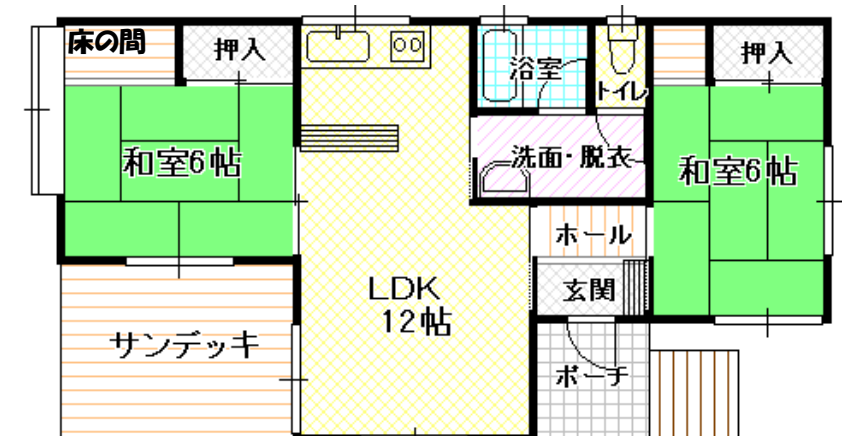 床の間
押入
浴室
トイレ
押入
和室6帖
洗面・脱衣
和室6帖
ホール
玄関
LDK
12帖
サンデッキ
ポーチ